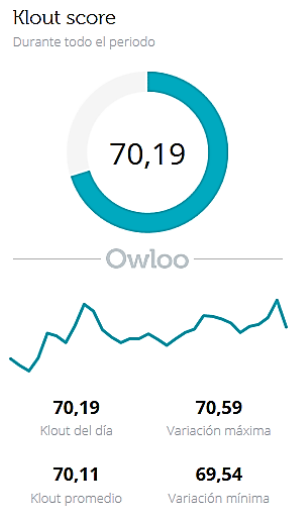 Klout score
Durante todo el periodo
70,19
Owloo
70,19 70,59
Klout del día Variación máxima
70,11 69,54
Klout promedio Variación mínima